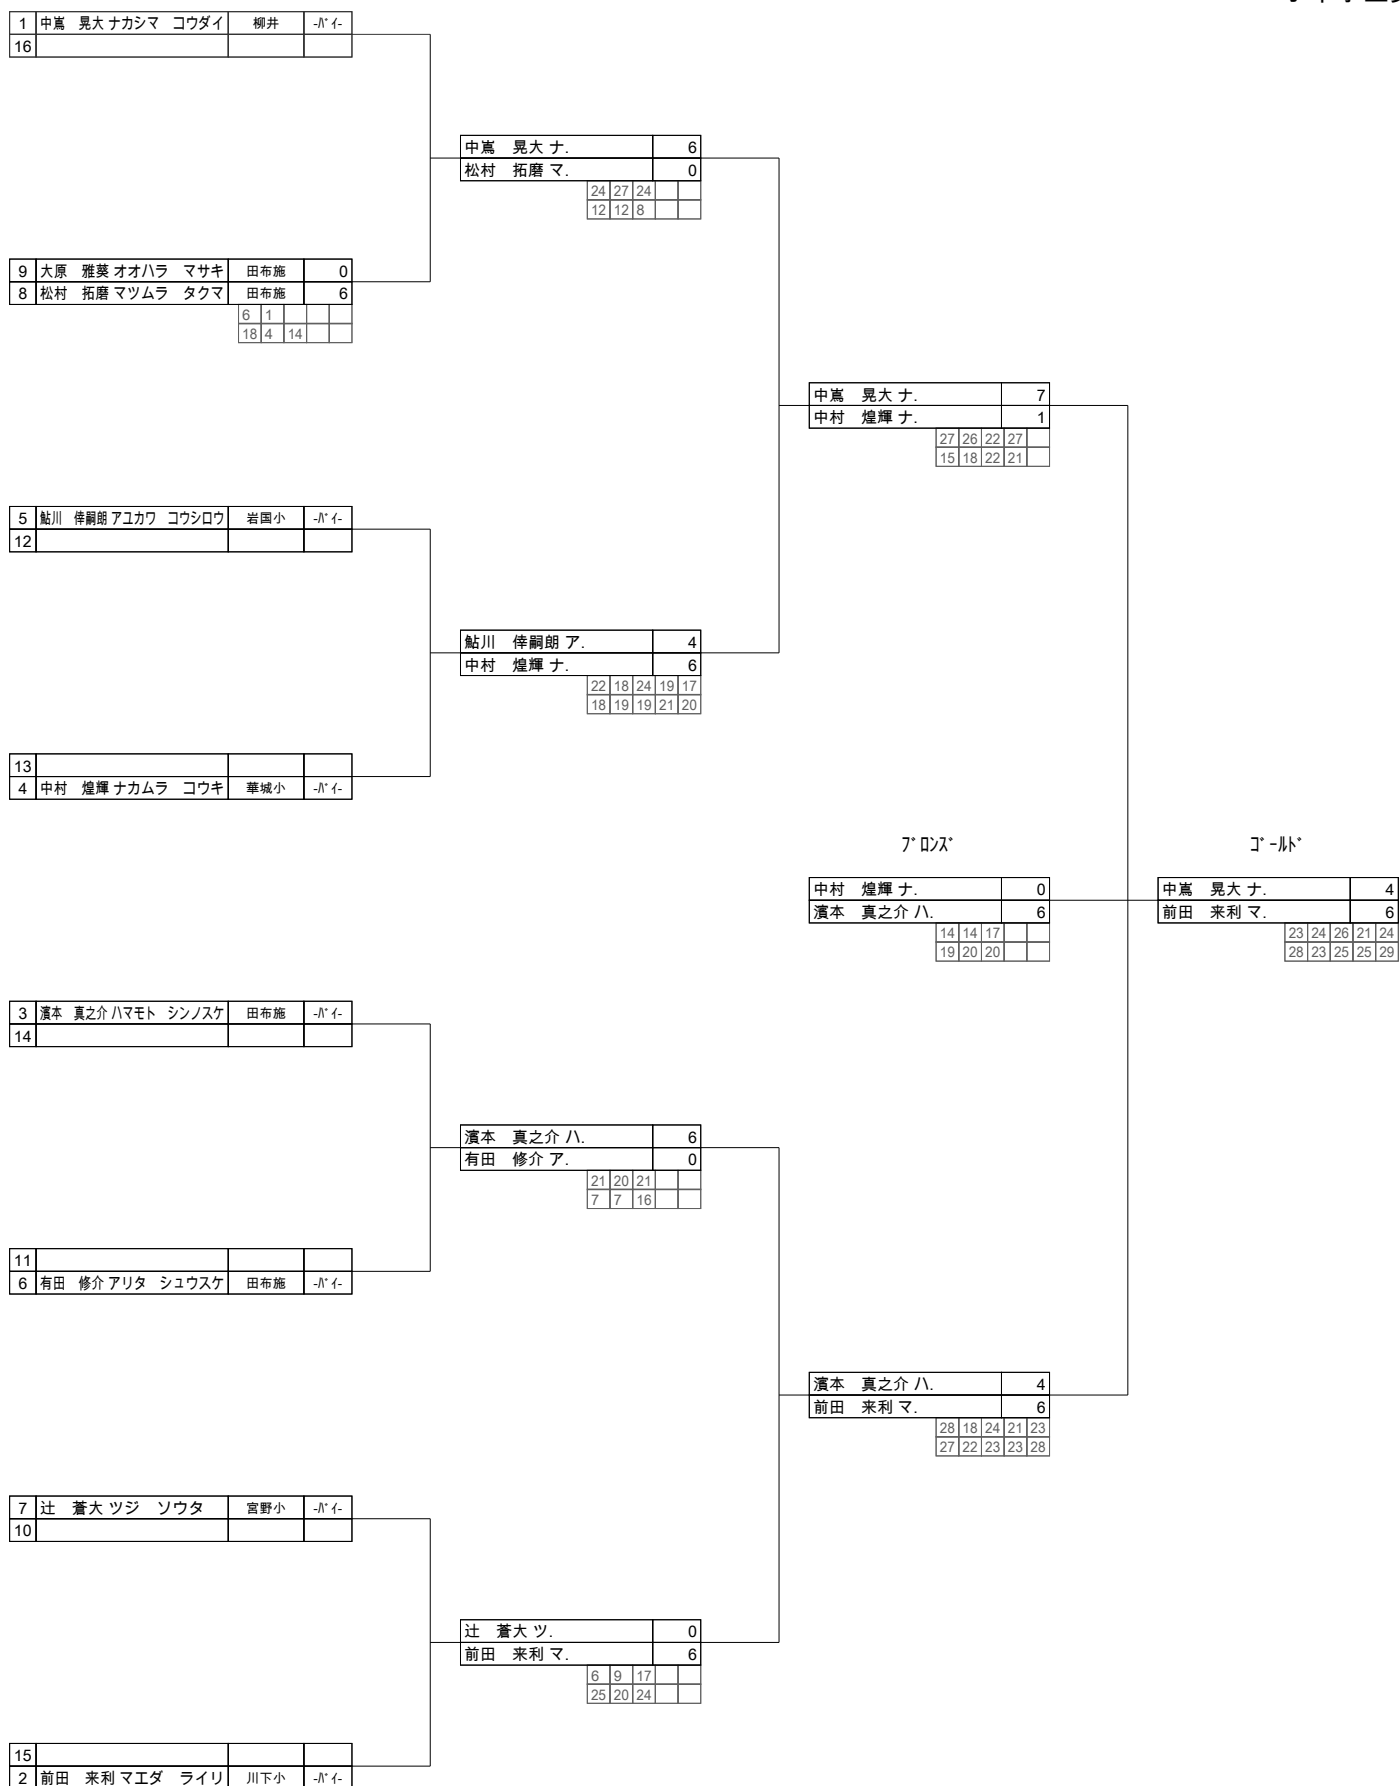 1 中嶌 晃大 ナカシマ コウダイ 柳井 -バイ-
16
中嶌 晃大 ナ. 6
松村 拓磨 マ. 0
24 27 24
12 12 8
9 大原 雅葵 オオハラ マサキ 田布施 0
8 松村 拓磨 マツムラ タクマ 田布施 6
6 1
18 4 14
中嶌 晃大 ナ. 7
中村 煌輝 ナ. 1
27 26 22 27
15 18 22 21
5 鮎川 倖嗣朗 アユカワ コウシロウ 岩国小 -バイ-
12
鮎川 倖嗣朗 ア. 4
中村 煌輝 ナ. 6
22 18 24 19 17
18 19 19 21 20
13
4 中村 煌輝 ナカムラ コウキ 華城小 -バイ-
ブロンズ ゴールド
中村 煌輝 ナ. 0
濱本 真之介 ハ. 6
14 14 17
19 20 20
中嶌 晃大 ナ. 4
前田 来利 マ. 6
23 24 26 21 24
28 23 25 25 29
3 濱本 真之介 ハマモト シンノスケ 田布施 -バイ-
14
濱本 真之介 ハ. 6
有田 修介 ア. 0
21 20 21
7 7 16
11
6 有田 修介 アリタ シュウスケ 田布施 -バイ-
濱本 真之介 ハ. 4
前田 来利 マ. 6
28 18 24 21 23
27 22 23 23 28
7 辻 蒼大 ツジ ソウタ 宮野小 -バイ-
10
辻 蒼大 ツ. 0
前田 来利 マ. 6
6 9 17
25 20 24
15
2 前田 来利 マエダ ライリ 川下小 -バイ-